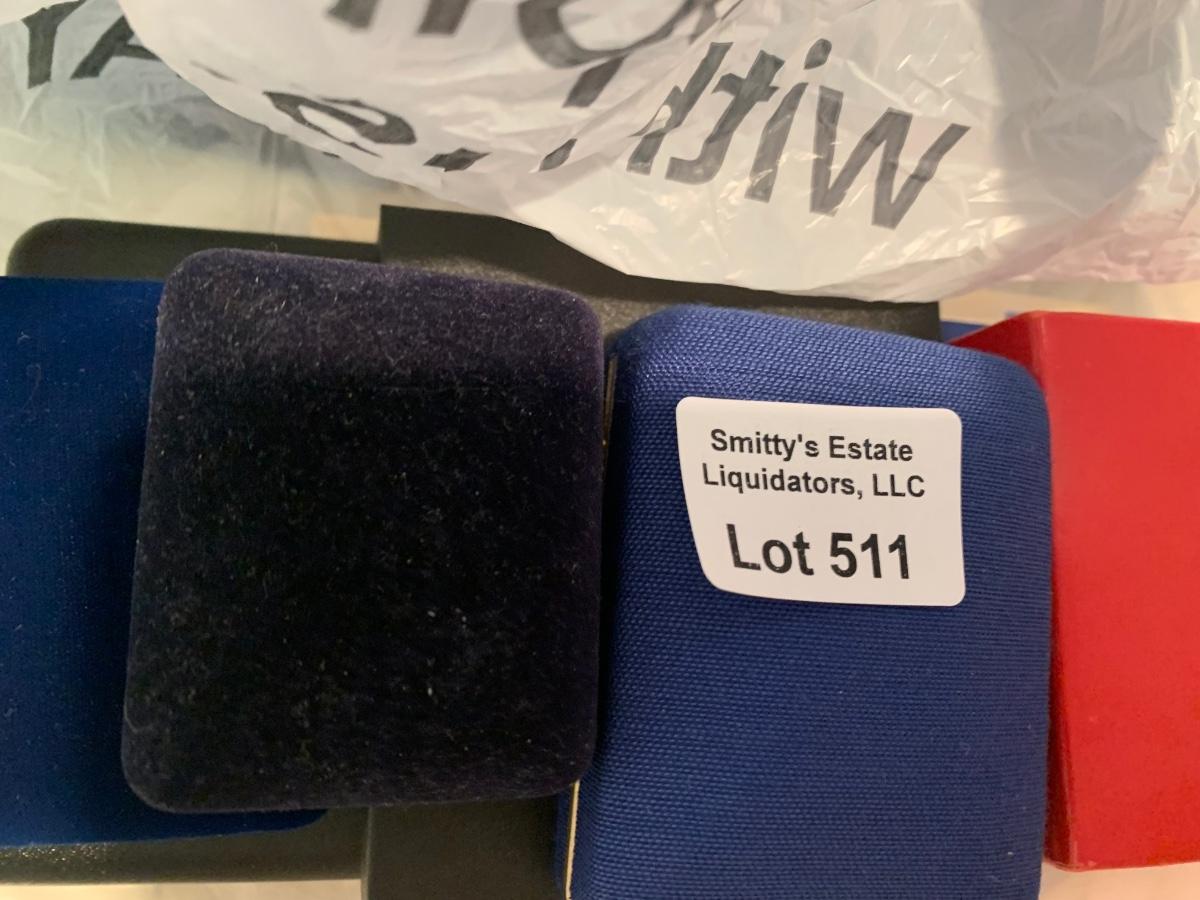 Smitty's Estate
Liquidators, LLC
Lot 511